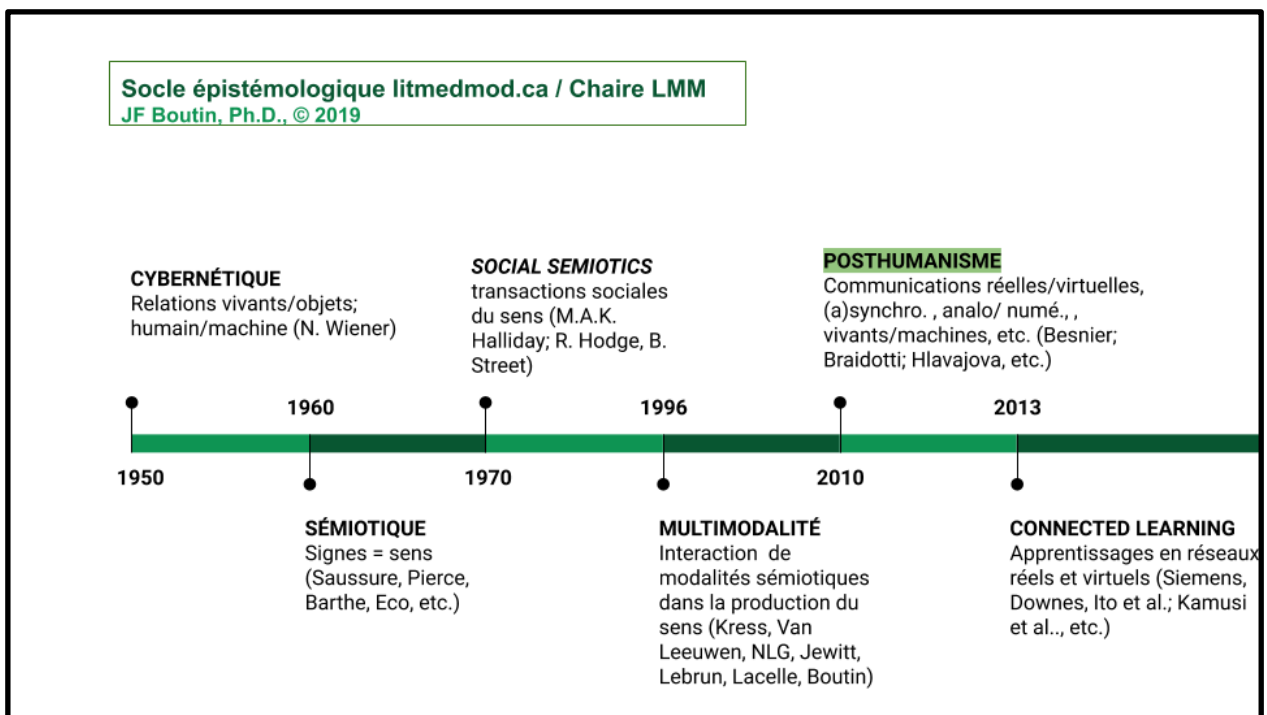 Socle épistémologique litmedmod.ca / Chaire LMM
JF Boutin, Ph.D., © 2019
CYBERNÉTIQUE
Relations vivants/objets;
humain/machine (N. Wiener)
SOCIAL SEMIOTICS
transactions sociales
du sens (M.A.K.
Halliday; R. Hodge, B.
Street)
POSTHUMANISME
Communications réelles/virtuelles,
(a)synchro. , analo/ numé., ,
vivants/machines, etc. (Besnier;
Braidotti; Hlavajova, etc.)
1960
1996
2013
1950
1970
2010
SÉMIOTIQUE
Signes = sens
(Saussure, Pierce,
Barthe, Eco, etc.)
MULTIMODALITÉ
Interaction de
modalités sémiotiques
dans la production du
sens (Kress, Van
Leeuwen, NLG, Jewitt,
Lebrun, Lacelle, Boutin)
CONNECTED LEARNING
Apprentissages en réseaux
réels et virtuels (Siemens,
Downes, Ito et al.; Kamusi
et al.., etc.)